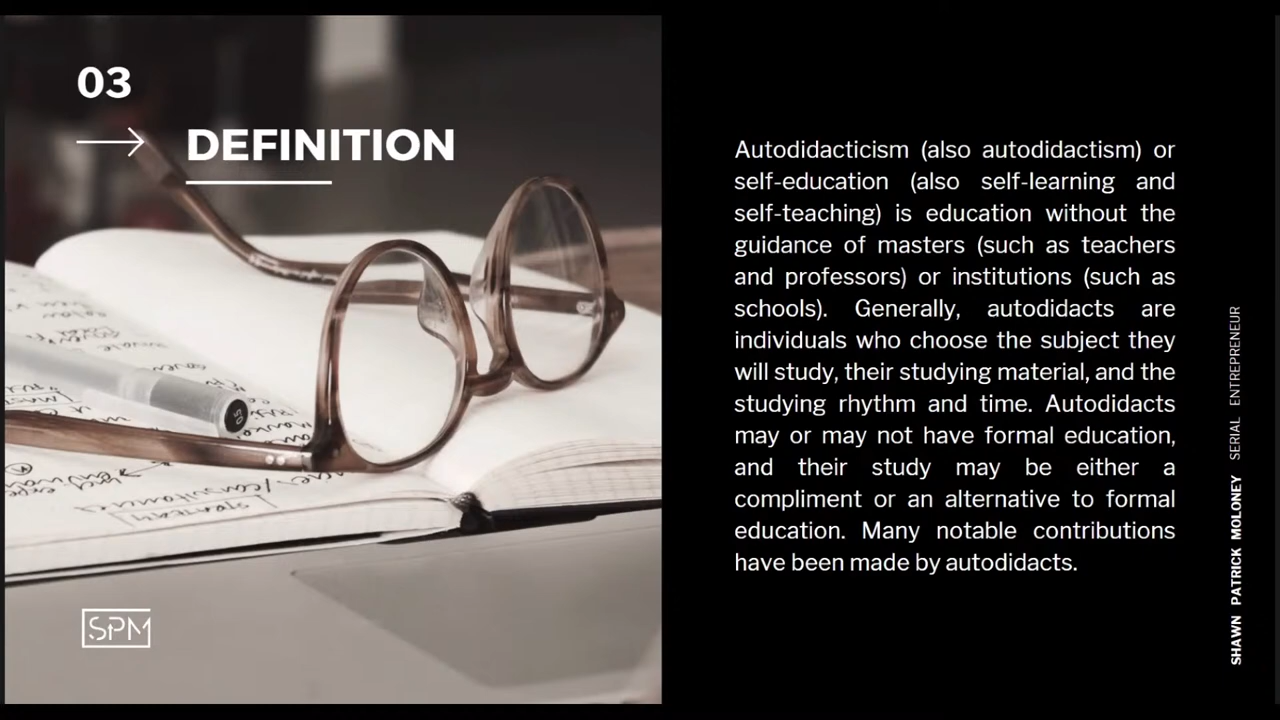 03
DEFINITION
Autodidacticism (also autodidactism) or
self-education (also self-learning and
self-teaching) is education without the
guidance of masters (such as teachers
and professors) or institutions (such as
schools). Generally, autodidacts are
individuals who choose the subject they
will study, their studying material, and the
studying rhythm and time. Autodidacts
may or may not have formal education,
and their study may be either a
compliment or an alternative to formal
education. Many notable contributions
have been made by autodidacts.
SHAWN PATRICK MOLONEY SERIAL ENTREPRENEUR
SPM
05